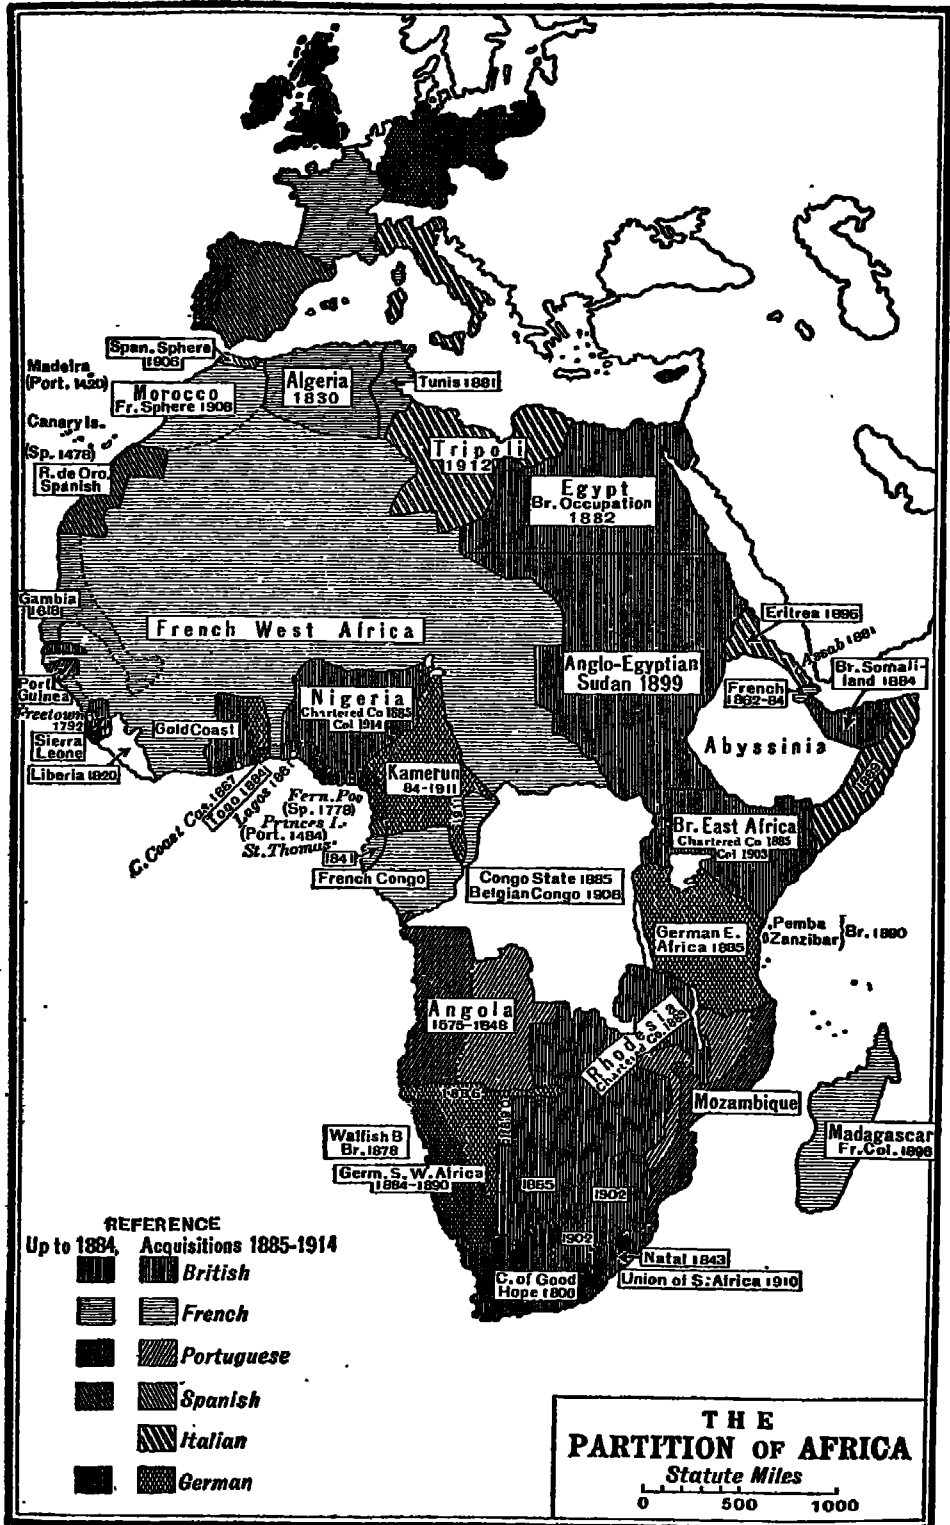 Span. Sphere
1906
Madeira
(Port. 1420)
Morocco
Fr. Sphere 1908
Algeria
1830
Tunis 1881
Canary Is.
(Sp. 1478)
R. de Oro,
Spanish
Tripoli
1912
Egypt
Br. Occupation
1882
Gambia
1618
French West Africa
Eritrea 1896
Assab 1881
Anglo-Egyptian
Sudan 1899
Br. Somali-
land 1884
French
1862-84
Port.
Guinea
Nigeria
Chartered Co 1885
Col 1914
Freetown
1792
Sierra
Leone
Gold Coast
Liberia 1820
Abyssinia
1889
Kamerun
84-1911
1911
G. Coast Cos. 1867
Togo 1884
Lagos 1861
Fern. Poo
(Sp. 1778)
Princes I.
(Port. 1484)
St. Thomas
1841
French Congo
Br. East Africa
Chartered Co 1885
Col 1903
Congo State 1885
Belgian Congo 1908
German E.
Africa 1885
Pemba
Zanzibar
Br. 1890
Angola
1575-1848
Rhodesia
Chartered Co. 1889
1886
1890
Mozambique
Madagascar
Fr. Col. 1896
Walfish B
Br. 1878
Germ. S. W. Africa
1884-1890
1885
1902
1902
Natal 1843
C. of Good
Hope 1806
Union of S. Africa 1910
REFERENCE
Up to 1884. Acquisitions 1885-1914
British
French
Portuguese
Spanish
Italian
German
THE
PARTITION OF AFRICA
Statute Miles
0 500 1000